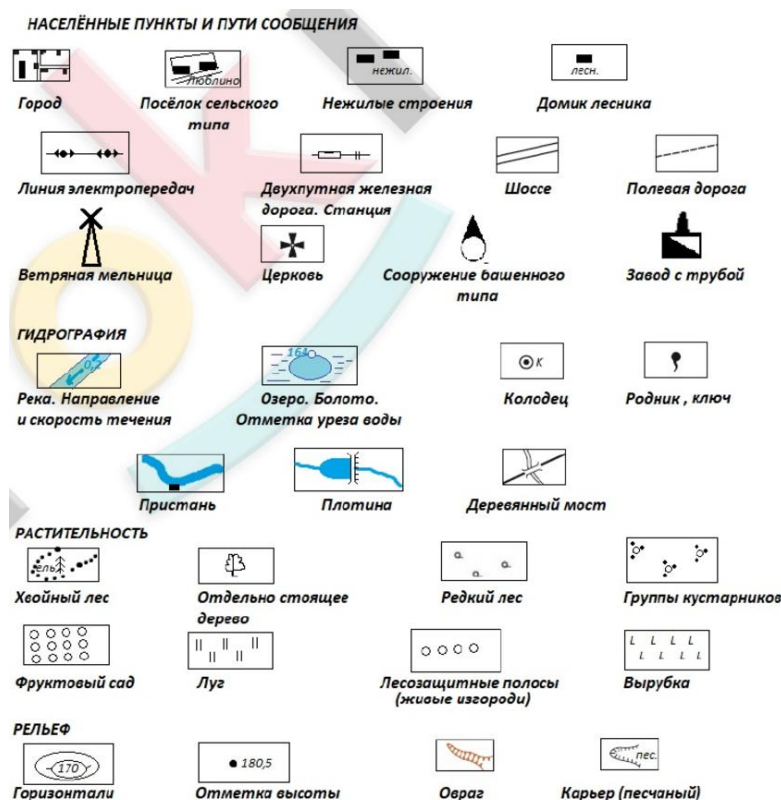 НАСЕЛЁННЫЕ ПУНКТЫ И ПУТИ СООБЩЕНИЯ
Люблино
нежил.
лесн.
Город
Посёлок сельского
типа
Нежилые строения
Домик лесника
Линия электропередач
Двухпутная железная
дорога. Станция
Шоссе
Полевая дорога
Ветряная мельница
Церковь
Сооружение башенного
типа
Завод с трубой
ГИДРОГРАФИЯ
0,2
164
К
Река. Направление
и скорость течения
Озеро. Болото.
Отметка уреза воды
Колодец
Родник , ключ
Пристань
Плотина
Деревянный мост
РАСТИТЕЛЬНОСТЬ
ель
Хвойный лес
Отдельно стоящее
дерево
Редкий лес
Группы кустарников
Фруктовый сад
Луг
Лесозащитные полосы
(живые изгороди)
Вырубка
РЕЛЬЕФ
170
180,5
пес.
Горизонтали
Отметка высоты
Овраг
Карьер (песчаный)